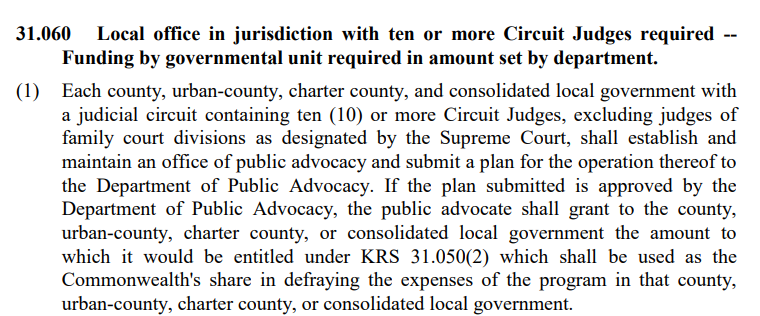 31.060 Local office in jurisdiction with ten or more Circuit Judges required --
Funding by governmental unit required in amount set by department.
(1) Each county, urban-county, charter county, and consolidated local government with
a judicial circuit containing ten (10) or more Circuit Judges, excluding judges of
family court divisions as designated by the Supreme Court, shall establish and
maintain an office of public advocacy and submit a plan for the operation thereof to
the Department of Public Advocacy. If the plan submitted is approved by the
Department of Public Advocacy, the public advocate shall grant to the county,
urban-county, charter county, or consolidated local government the amount to
which it would be entitled under KRS 31.050(2) which shall be used as the
Commonwealth's share in defraying the expenses of the program in that county,
urban-county, charter county, or consolidated local government.